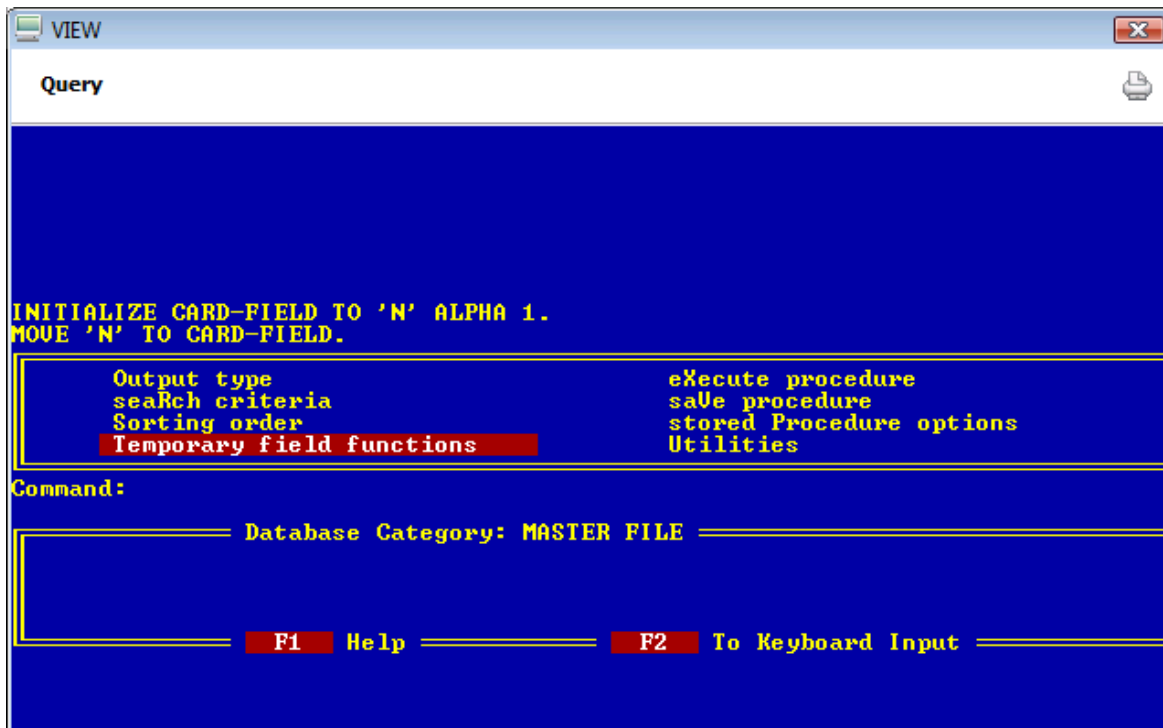 VIEW
Query
INITIALIZE CARD-FIELD TO 'N' ALPHA 1.
MOVE 'N' TO CARD-FIELD.
Output type eXecute procedure
seaRch criteria saVe procedure
Sorting order stored Procedure options
Temporary field functions Utilities
Command:
Database Category: MASTER FILE
F1 Help F2 To Keyboard Input